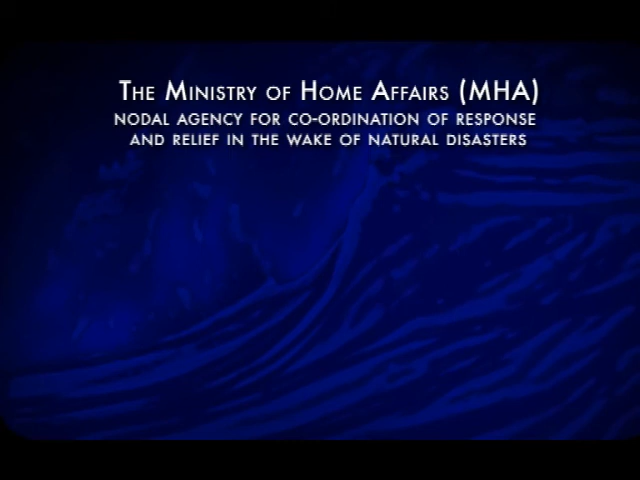 The Ministry of Home Affairs (MHA)
nodal agency for co-ordination of response
and relief in the wake of natural disasters